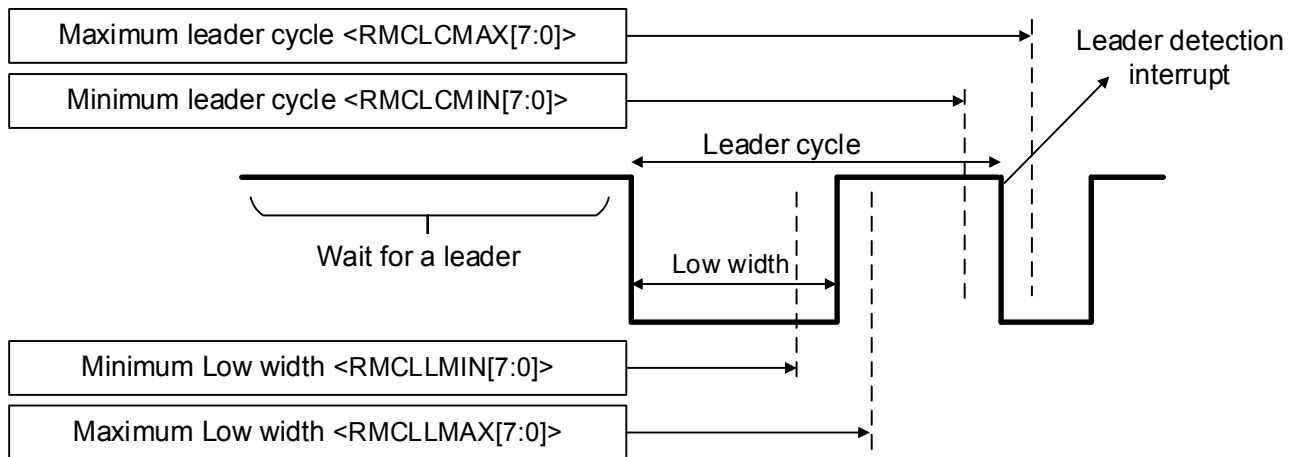 Maximum leader cycle <RMCLCMAX[7:0]>
Leader detection
interrupt
Minimum leader cycle <RMCLCMIN[7:0]>
Leader cycle
Wait for a leader
Low width
Minimum Low width <RMCLLMIN[7:0]>
Maximum Low width <RMCLLMAX[7:0]>